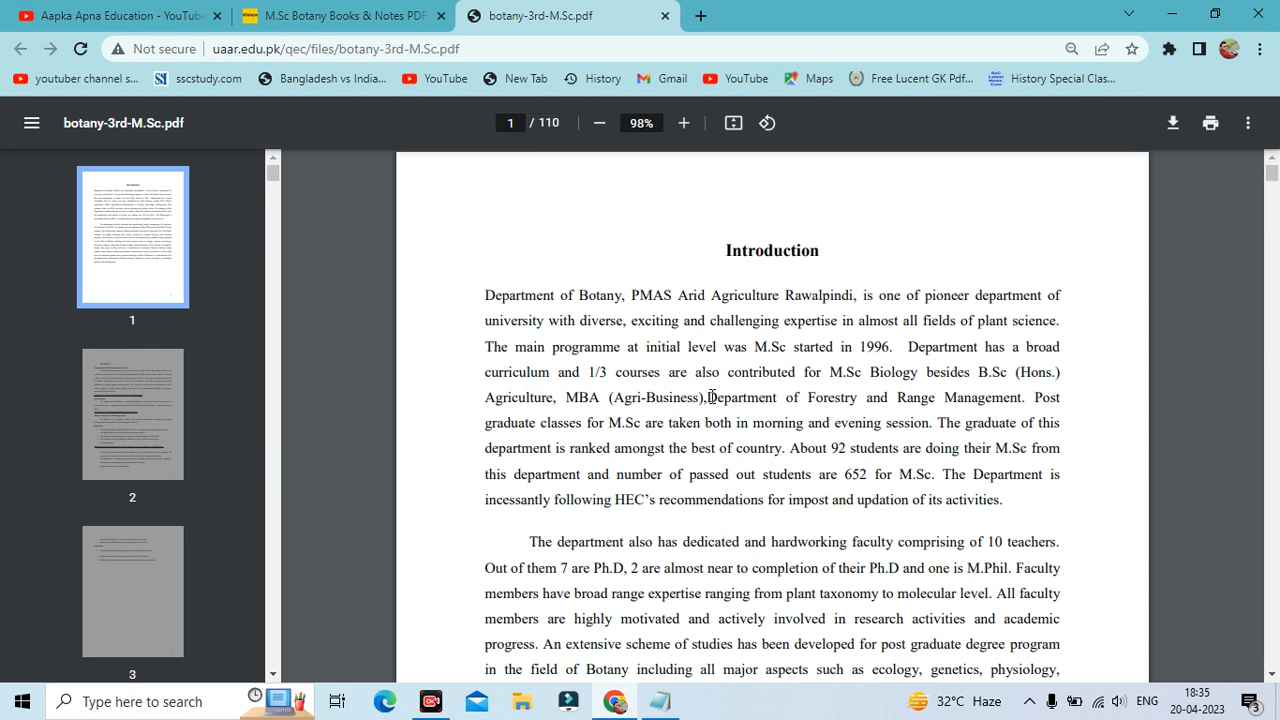 Aapka Apna Education - YouTube
M.Sc Botany Books & Notes PDF
botany-3rd-M.Sc.pdf
Not secure
uaar.edu.pk/qec/files/botany-3rd-M.Sc.pdf
youtube channel s...
sscstudy.com
Bangladesh vs India...
YouTube
New Tab
History
Gmail
YouTube
Maps
Free Lucent GK Pdf...
History Special Clas...
botany-3rd-M.Sc.pdf
1 / 110
98%
1
2
3
Introduction
Department of Botany, PMAS Arid Agriculture Rawalpindi, is one of pioneer department of
university with diverse, exciting and challenging expertise in almost all fields of plant science.
The main programme at initial level was M.Sc started in 1996. Department has a broad
curriculum and 1/3 courses are also contributed for M.Sc Biology besides B.Sc (Hons.)
Agriculture, MBA (Agri-Business),Department of Forestry and Range Management. Post
graduate classes for M.Sc are taken both in morning and evening session. The graduate of this
department is ranked amongst the best of country. About 92 students are doing their M.Sc from
this department and number of passed out students are 652 for M.Sc. The Department is
incessantly following HEC’s recommendations for impost and updation of its activities.
The department also has dedicated and hardworking faculty comprising of 10 teachers.
Out of them 7 are Ph.D, 2 are almost near to completion of their Ph.D and one is M.Phil. Faculty
members have broad range expertise ranging from plant taxonomy to molecular level. All faculty
members are highly motivated and actively involved in research activities and academic
progress. An extensive scheme of studies has been developed for post graduate degree program
in the field of Botany including all major aspects such as ecology, genetics, physiology,
Type here to search
32°C Haze
ENG
18:35
20-04-2023
3